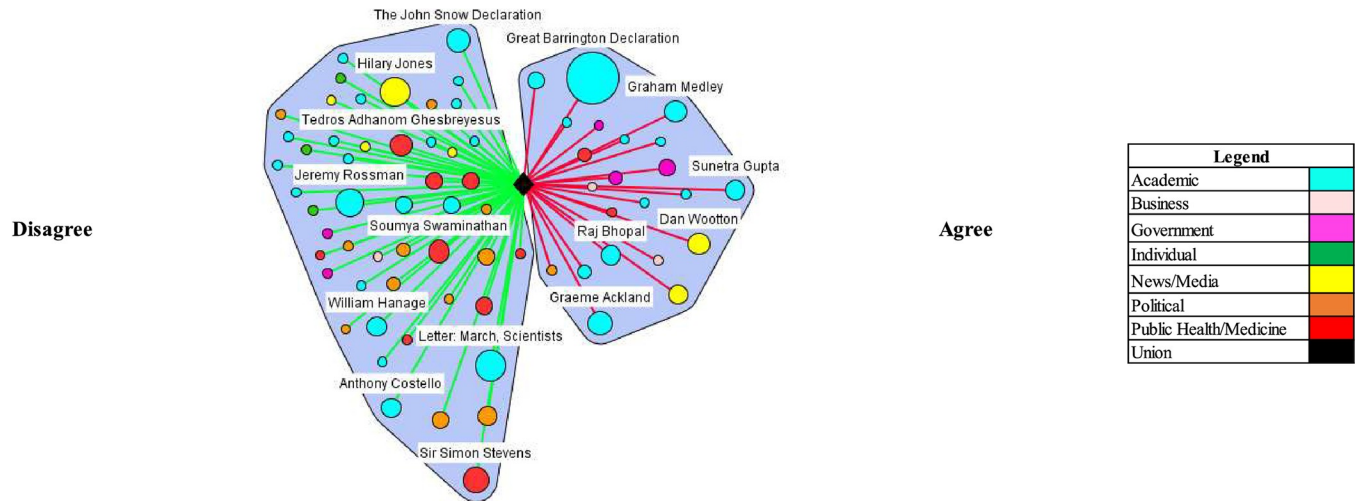 The John Snow Declaration
Great Barrington Declaration
Hilary Jones
Graham Medley
Tedros Adhanom Ghesbreyesus
Sunetra Gupta
Jeremy Rossman
Dan Wootton
Disagree
Soumya Swaminathan
Raj Bhopal
Agree
Graeme Ackland
William Hanage
Letter: March, Scientists
Anthony Costello
Sir Simon Stevens
Legend
Academic
Business
Government
Individual
News/Media
Political
Public Health/Medicine
Union